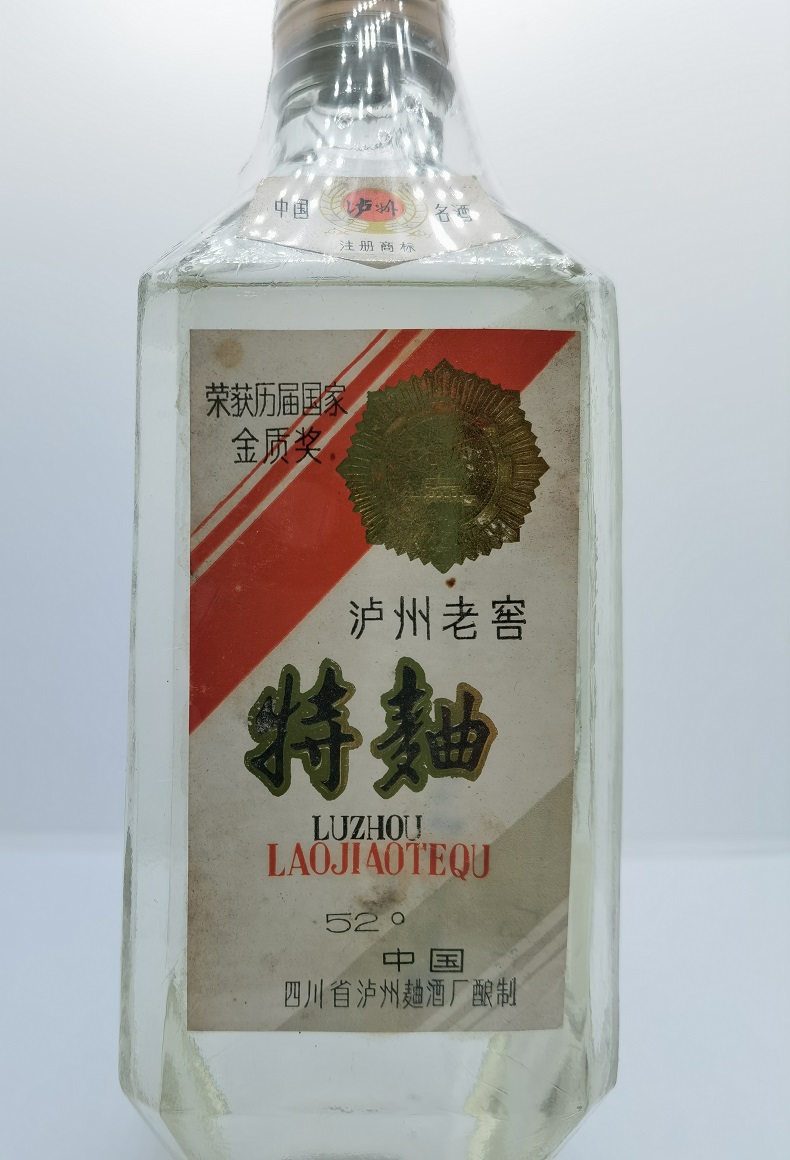 中国 泸州 名酒
注册商标
荣获历届国家
金质奖
泸州老窖
特麯
LUZHOU
LAOJIAOTEQU
52°
中国
四川省泸州麯酒厂酿制